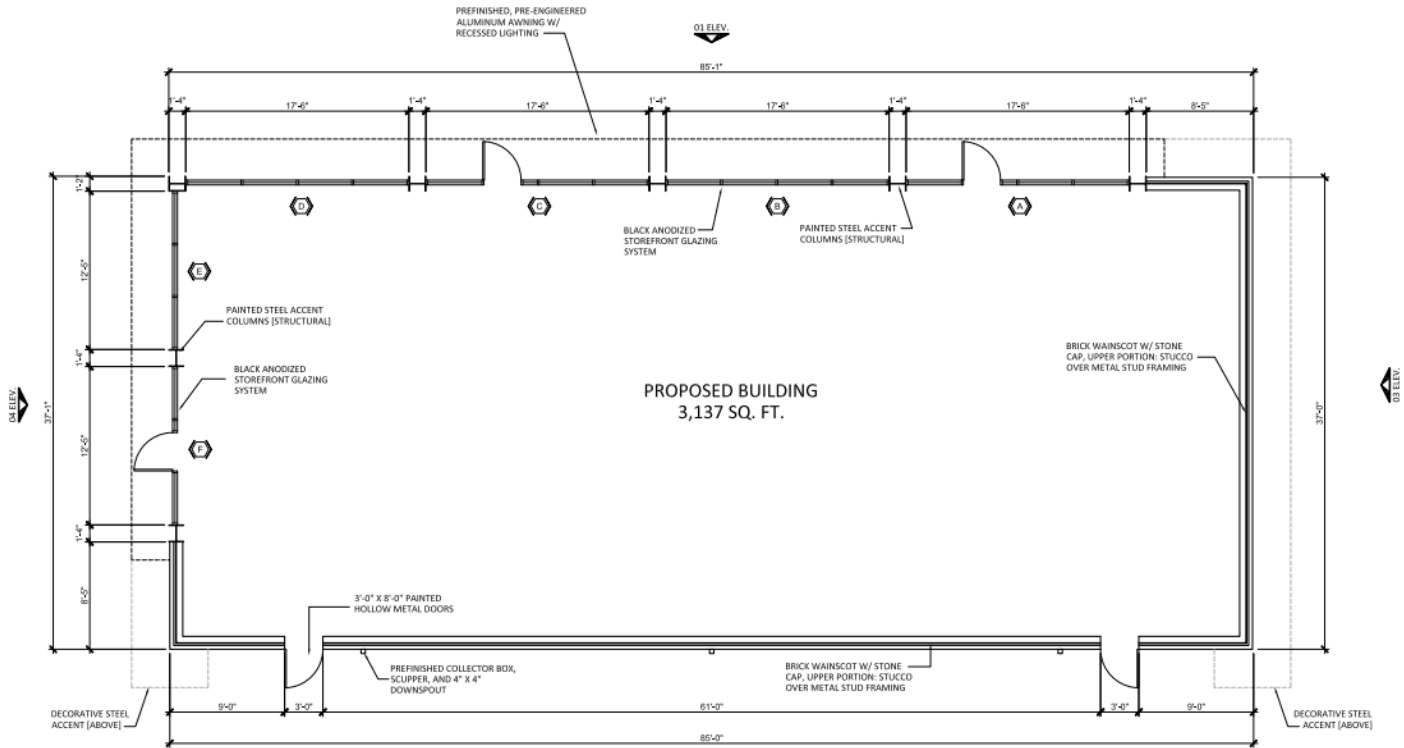 PREFINISHED, PRE-ENGINEERED
ALUMINUM AWNING W/
RECESSED LIGHTING
01 ELEV.
85'-1"
1'-4"
17'-6"
1'-4"
17'-6"
1'-4"
17'-6"
1'-4"
17'-6"
1'-4"
8'-5"
1'-2"
D
C
B
A
BLACK ANODIZED
STOREFRONT GLAZING
SYSTEM
PAINTED STEEL ACCENT
COLUMNS [STRUCTURAL]
12'-6"
E
PAINTED STEEL ACCENT
COLUMNS [STRUCTURAL]
1'-4"
BLACK ANODIZED
STOREFRONT GLAZING
SYSTEM
BRICK WAINSCOT W/ STONE
CAP, UPPER PORTION: STUCCO
OVER METAL STUD FRAMING
04 ELEV.
37'-1"
PROPOSED BUILDING
3,137 SQ. FT.
37'-0"
03 ELEV.
12'-6"
F
1'-4"
8'-5"
3'-0" X 8'-0" PAINTED
HOLLOW METAL DOORS
PREFINISHED COLLECTOR BOX,
SCUPPER, AND 4" X 4"
DOWNSPOUT
BRICK WAINSCOT W/ STONE
CAP, UPPER PORTION: STUCCO
OVER METAL STUD FRAMING
DECORATIVE STEEL
ACCENT [ABOVE]
9'-0"
3'-0"
61'-0"
3'-0"
9'-0"
DECORATIVE STEEL
ACCENT [ABOVE]
85'-0"